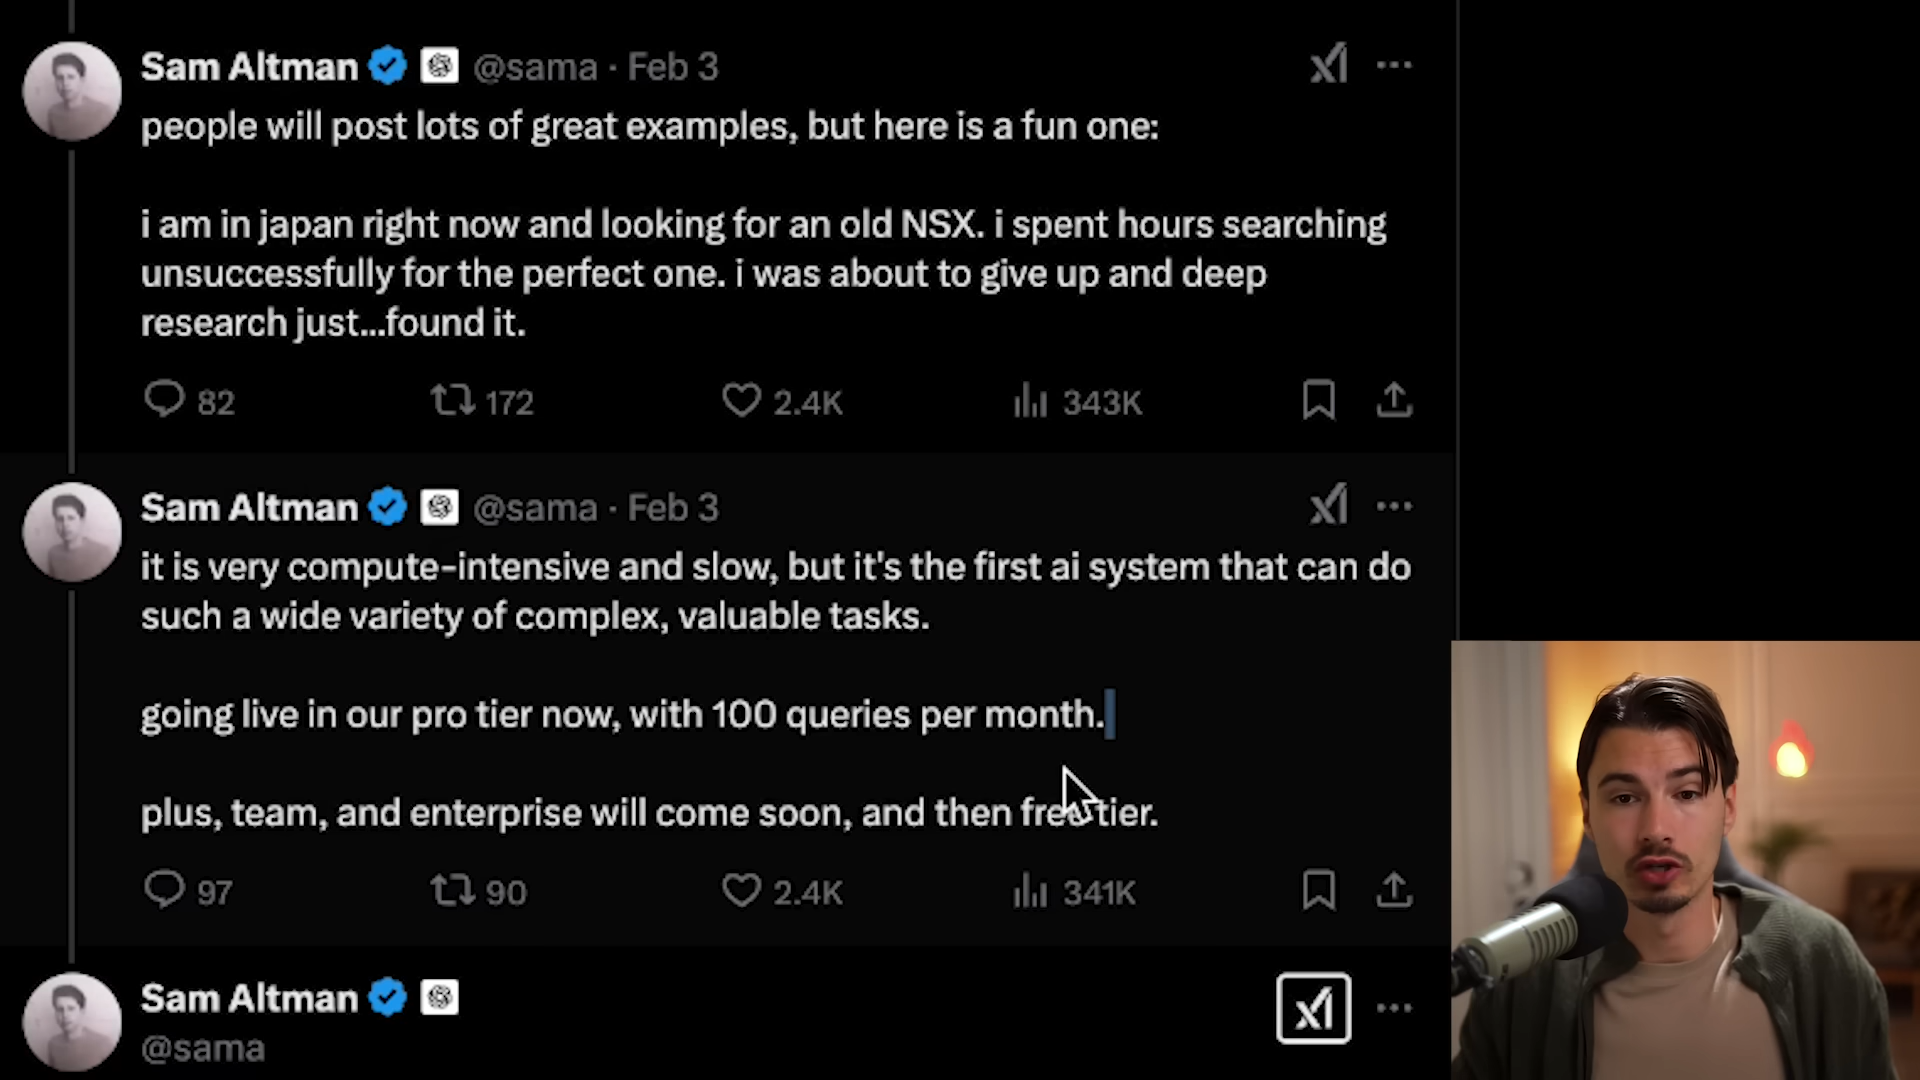 Sam Altman @sama · Feb 3
people will post lots of great examples, but here is a fun one:
i am in japan right now and looking for an old NSX. i spent hours searching
unsuccessfully for the perfect one. i was about to give up and deep
research just...found it.
82 172 2.4K 343K
Sam Altman @sama · Feb 3
it is very compute-intensive and slow, but it's the first ai system that can do
such a wide variety of complex, valuable tasks.
going live in our pro tier now, with 100 queries per month.
plus, team, and enterprise will come soon, and then free tier.
97 90 2.4K 341K
Sam Altman
@sama